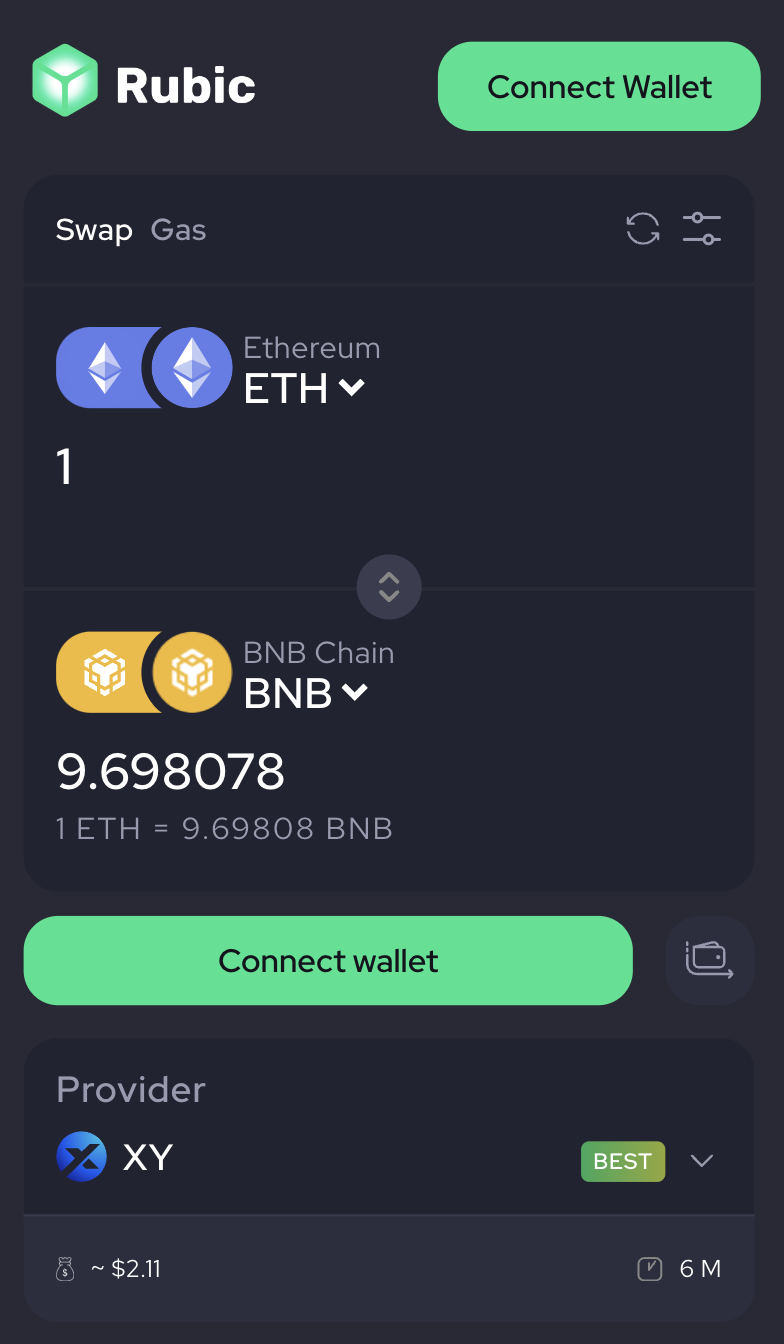 Rubic
Connect Wallet
Swap Gas
Ethereum
ETH
1
BNB Chain
BNB
9.698078
1 ETH = 9.69808 BNB
Connect wallet
Provider
XY
BEST
~ $2.11
6 M